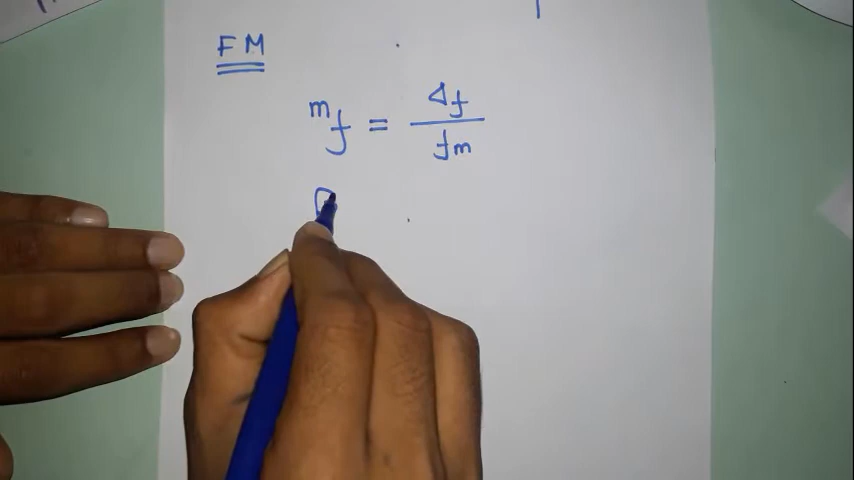 FM
mf = Δf / fm